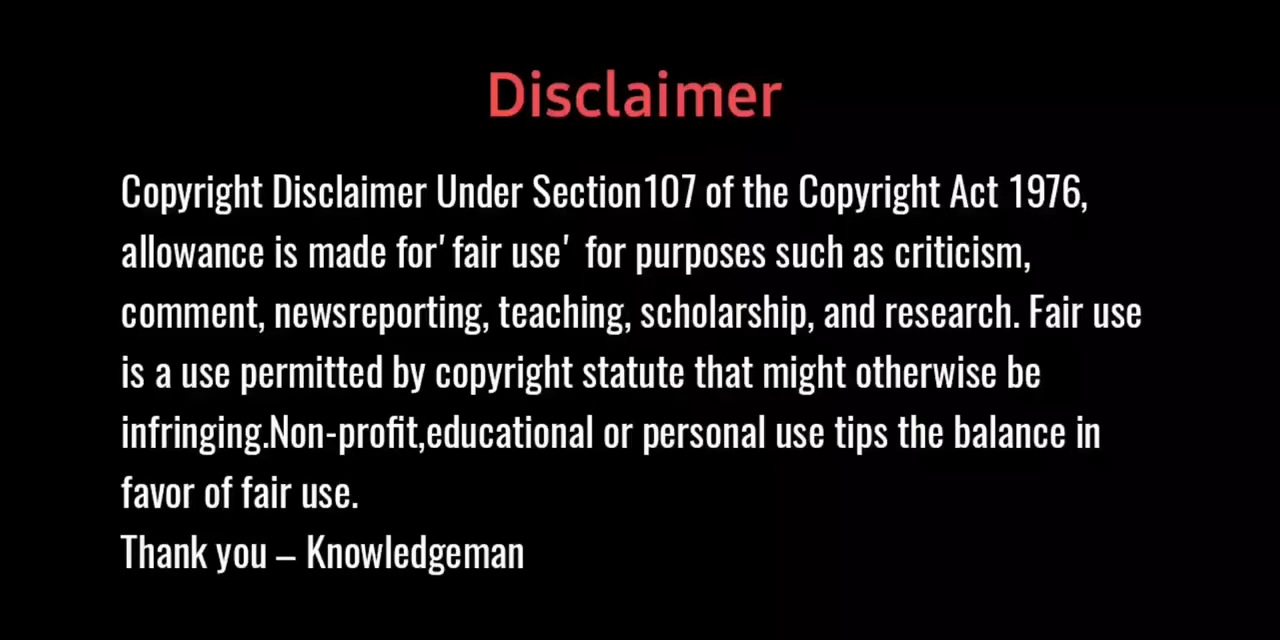 Disclaimer
Copyright Disclaimer Under Section107 of the Copyright Act 1976,
allowance is made for'fair use' for purposes such as criticism,
comment, newsreporting, teaching, scholarship, and research. Fair use
is a use permitted by copyright statute that might otherwise be
infringing.Non-profit,educational or personal use tips the balance in
favor of fair use.
Thank you – Knowledgeman